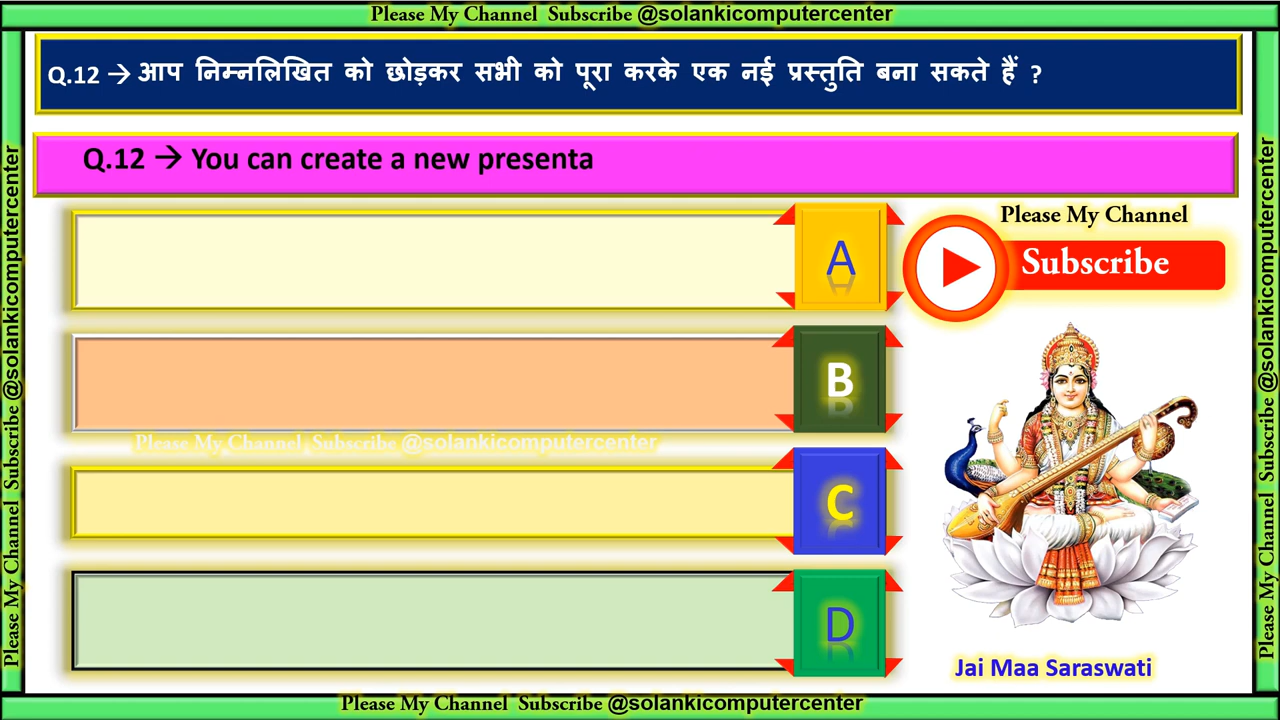 Please My Channel Subscribe @solankicomputercenter
Q.12 → आप निम्नलिखित को छोड़कर सभी को पूरा करके एक नई प्रस्तुति बना सकते हैं ?
Q.12 → You can create a new presenta
A
Please My Channel
Subscribe
B
Please My Channel Subscribe @solankicomputercenter
C
D
Jai Maa Saraswati
Please My Channel Subscribe @solankicomputercenter
Please My Channel Subscribe @solankicomputercenter
Please My Channel Subscribe @solankicomputercenter